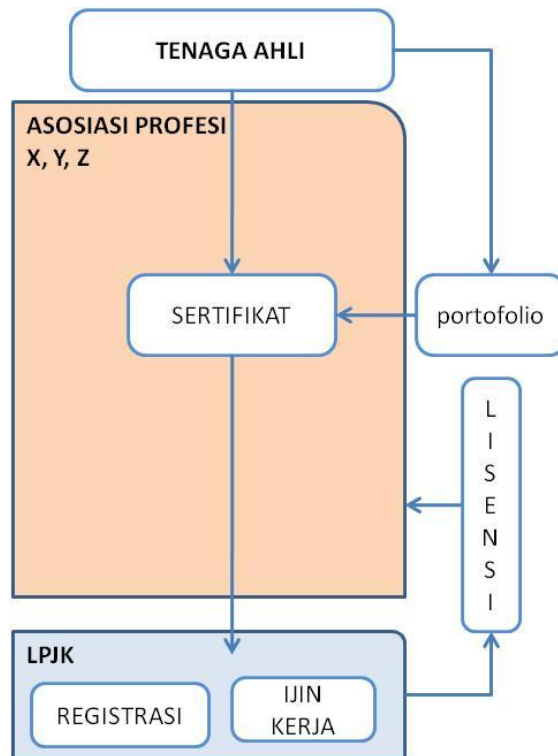 TENAGA AHLI
ASOSIASI PROFESI
X, Y, Z
SERTIFIKAT
portofolio
L
I
S
E
N
S
I
LPJK
REGISTRASI
IJIN
KERJA